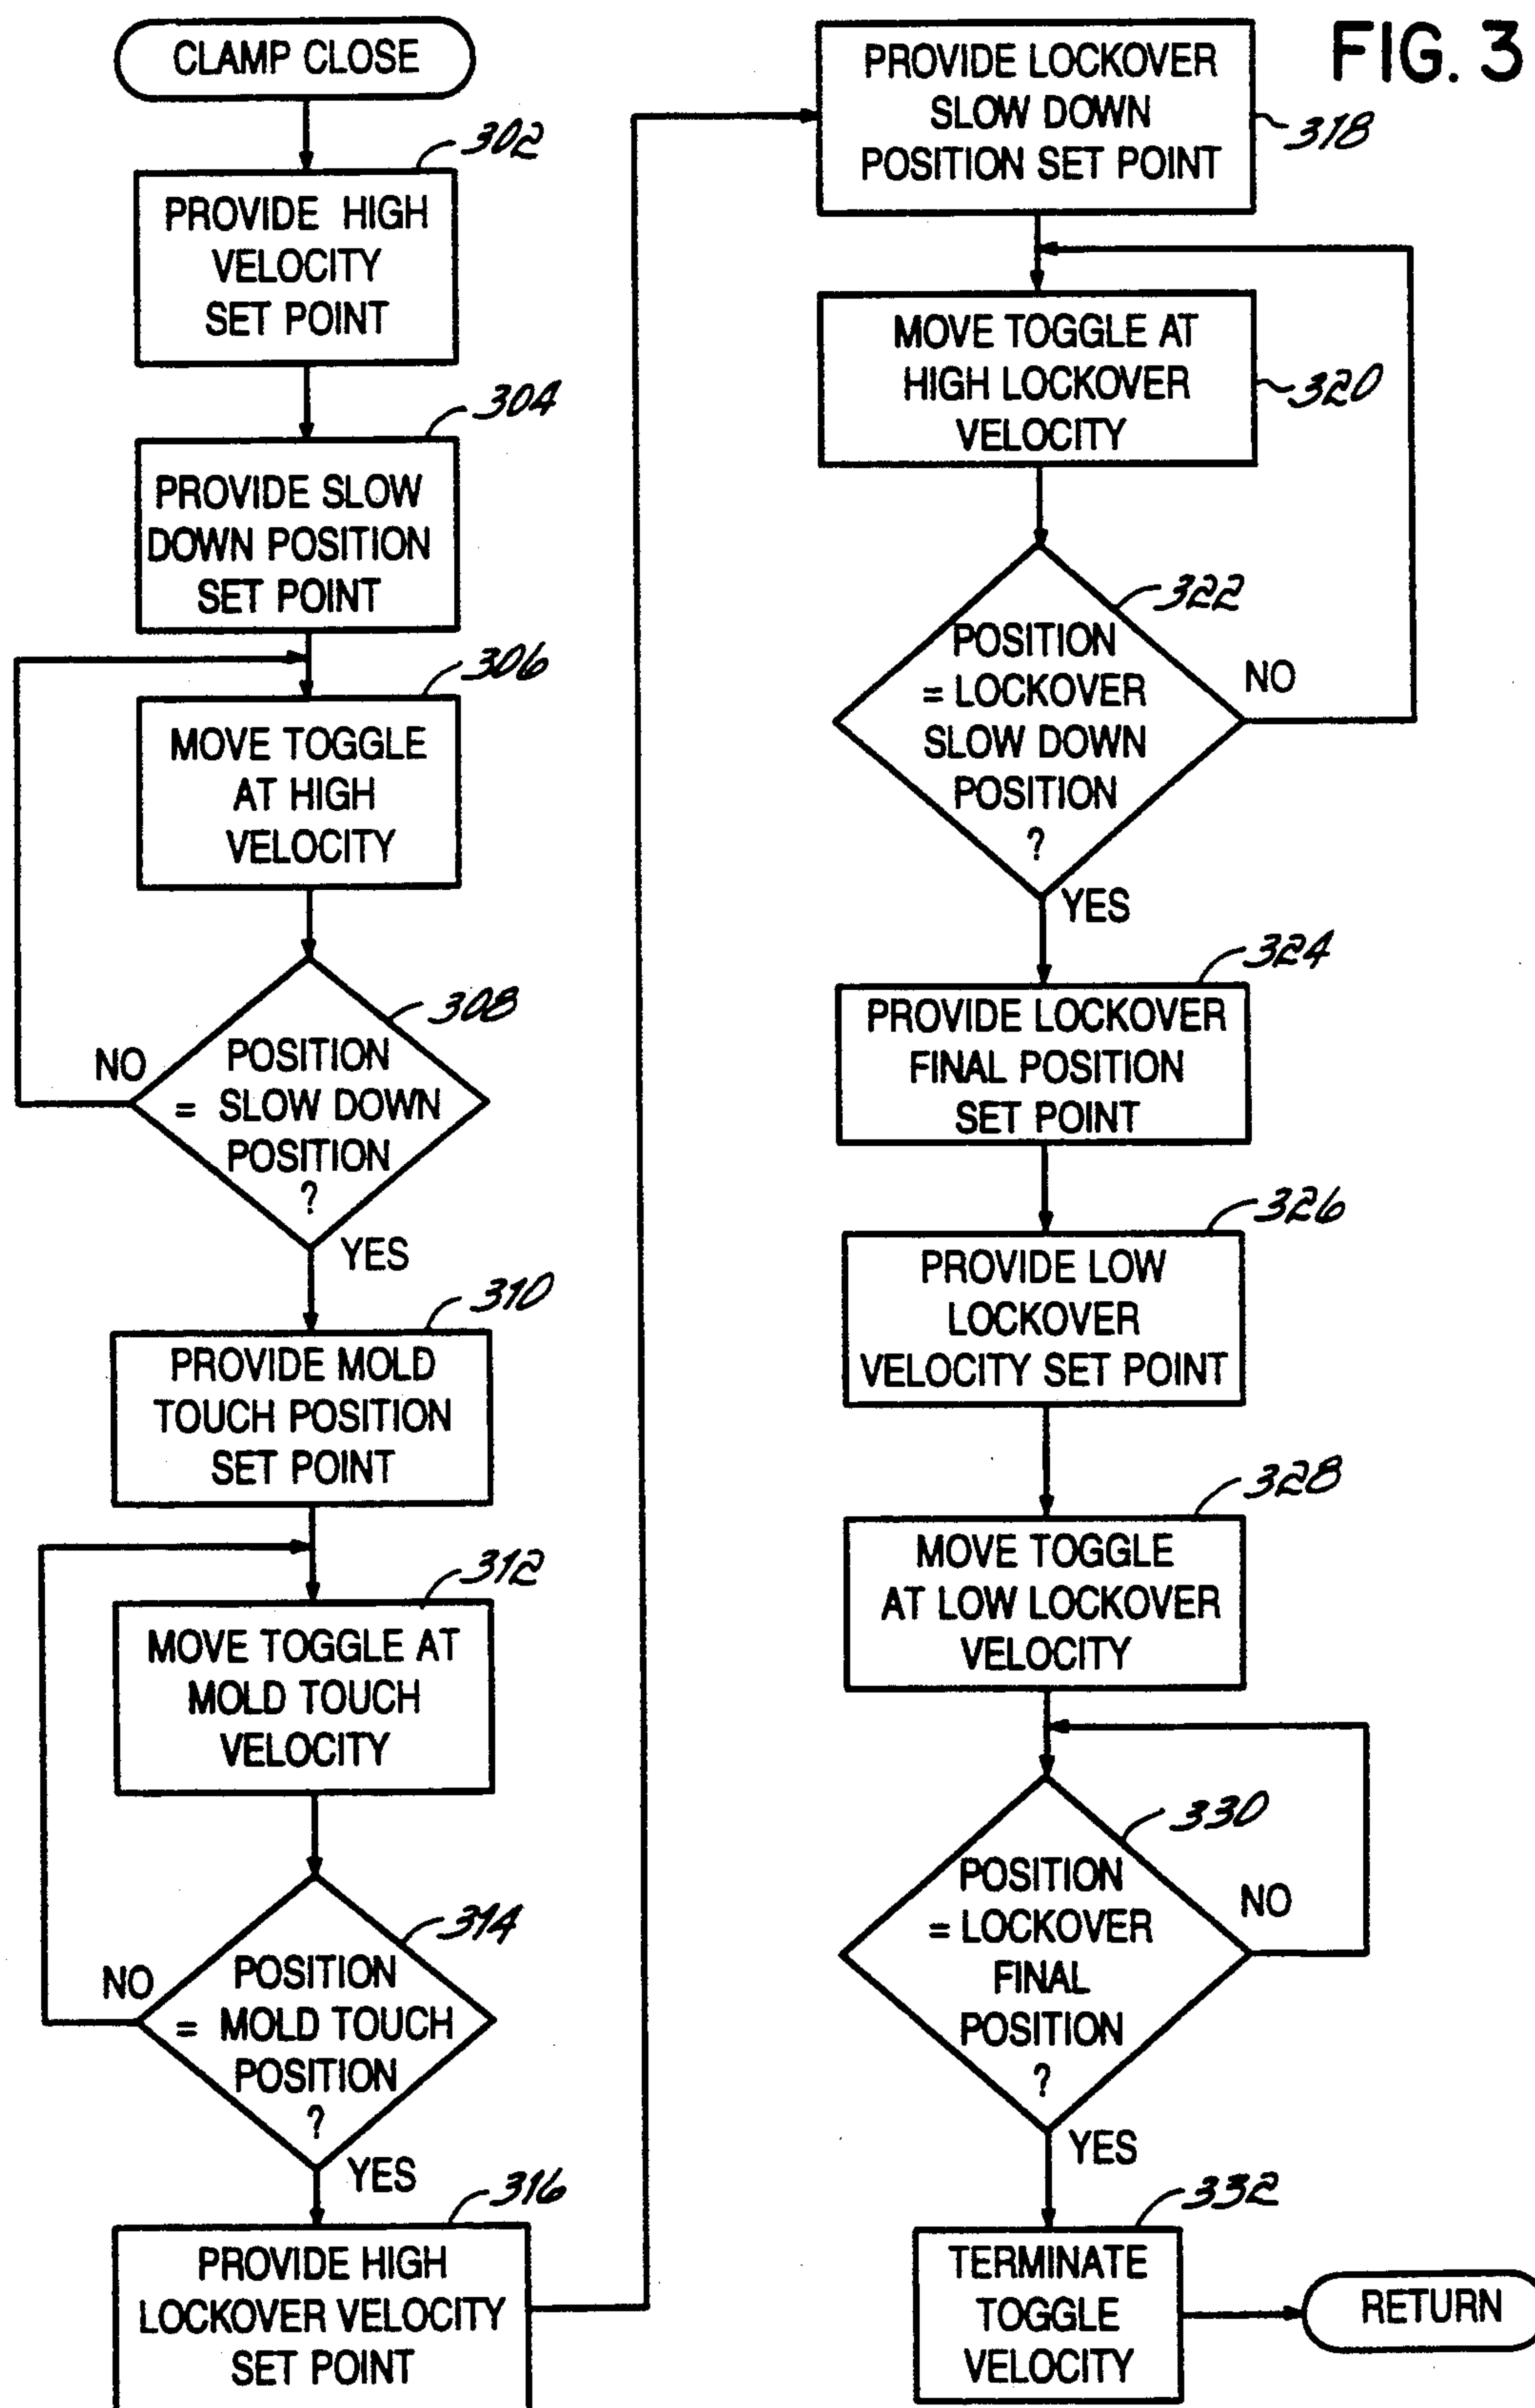 FIG. 3
CLAMP CLOSE
302
PROVIDE HIGH
VELOCITY
SET POINT
304
PROVIDE SLOW
DOWN POSITION
SET POINT
306
MOVE TOGGLE
AT HIGH
VELOCITY
308
NO
POSITION
= SLOW DOWN
POSITION
?
YES
310
PROVIDE MOLD
TOUCH POSITION
SET POINT
312
MOVE TOGGLE AT
MOLD TOUCH
VELOCITY
314
NO
POSITION
= MOLD TOUCH
POSITION
?
YES
316
PROVIDE HIGH
LOCKOVER VELOCITY
SET POINT
PROVIDE LOCKOVER
SLOW DOWN
POSITION SET POINT
318
MOVE TOGGLE AT
HIGH LOCKOVER
VELOCITY
320
322
POSITION
= LOCKOVER
SLOW DOWN
POSITION
?
NO
YES
324
PROVIDE LOCKOVER
FINAL POSITION
SET POINT
326
PROVIDE LOW
LOCKOVER
VELOCITY SET POINT
328
MOVE TOGGLE
AT LOW LOCKOVER
VELOCITY
330
POSITION
= LOCKOVER
FINAL
POSITION
?
NO
YES
332
TERMINATE
TOGGLE
VELOCITY
RETURN